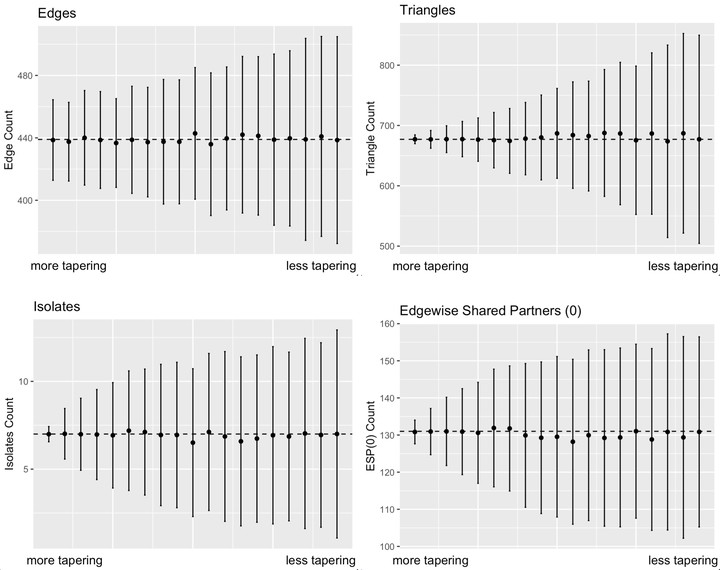 Edges
Edge Count
480
440
400
more tapering less tapering
Triangles
Triangle Count
800
700
600
500
more tapering less tapering
Isolates
Isolates Count
10
5
more tapering less tapering
Edgewise Shared Partners (0)
ESP(0) Count
160
150
140
130
120
110
100
more tapering less tapering